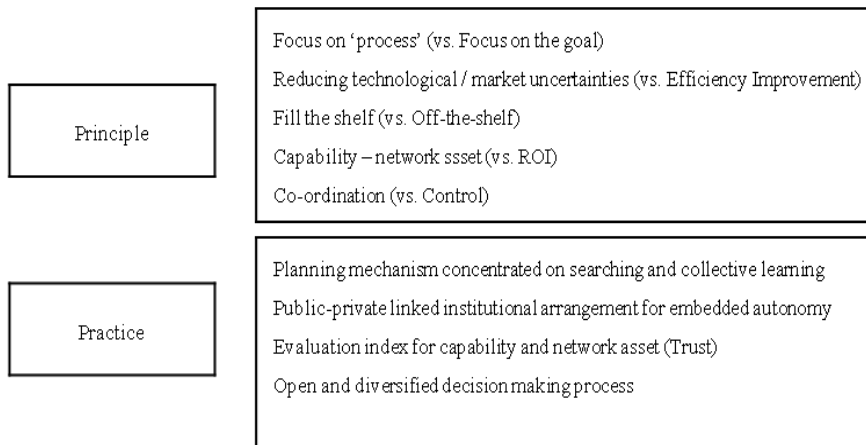 Principle
Focus on ‘process’ (vs. Focus on the goal)
Reducing technological / market uncertainties (vs. Efficiency Improvement)
Fill the shelf (vs. Off-the-shelf)
Capability – network ssset (vs. ROI)
Co-ordination (vs. Control)
Practice
Planning mechanism concentrated on searching and collective learning
Public-private linked institutional arrangement for embedded autonomy
Evaluation index for capability and network asset (Trust)
Open and diversified decision making process